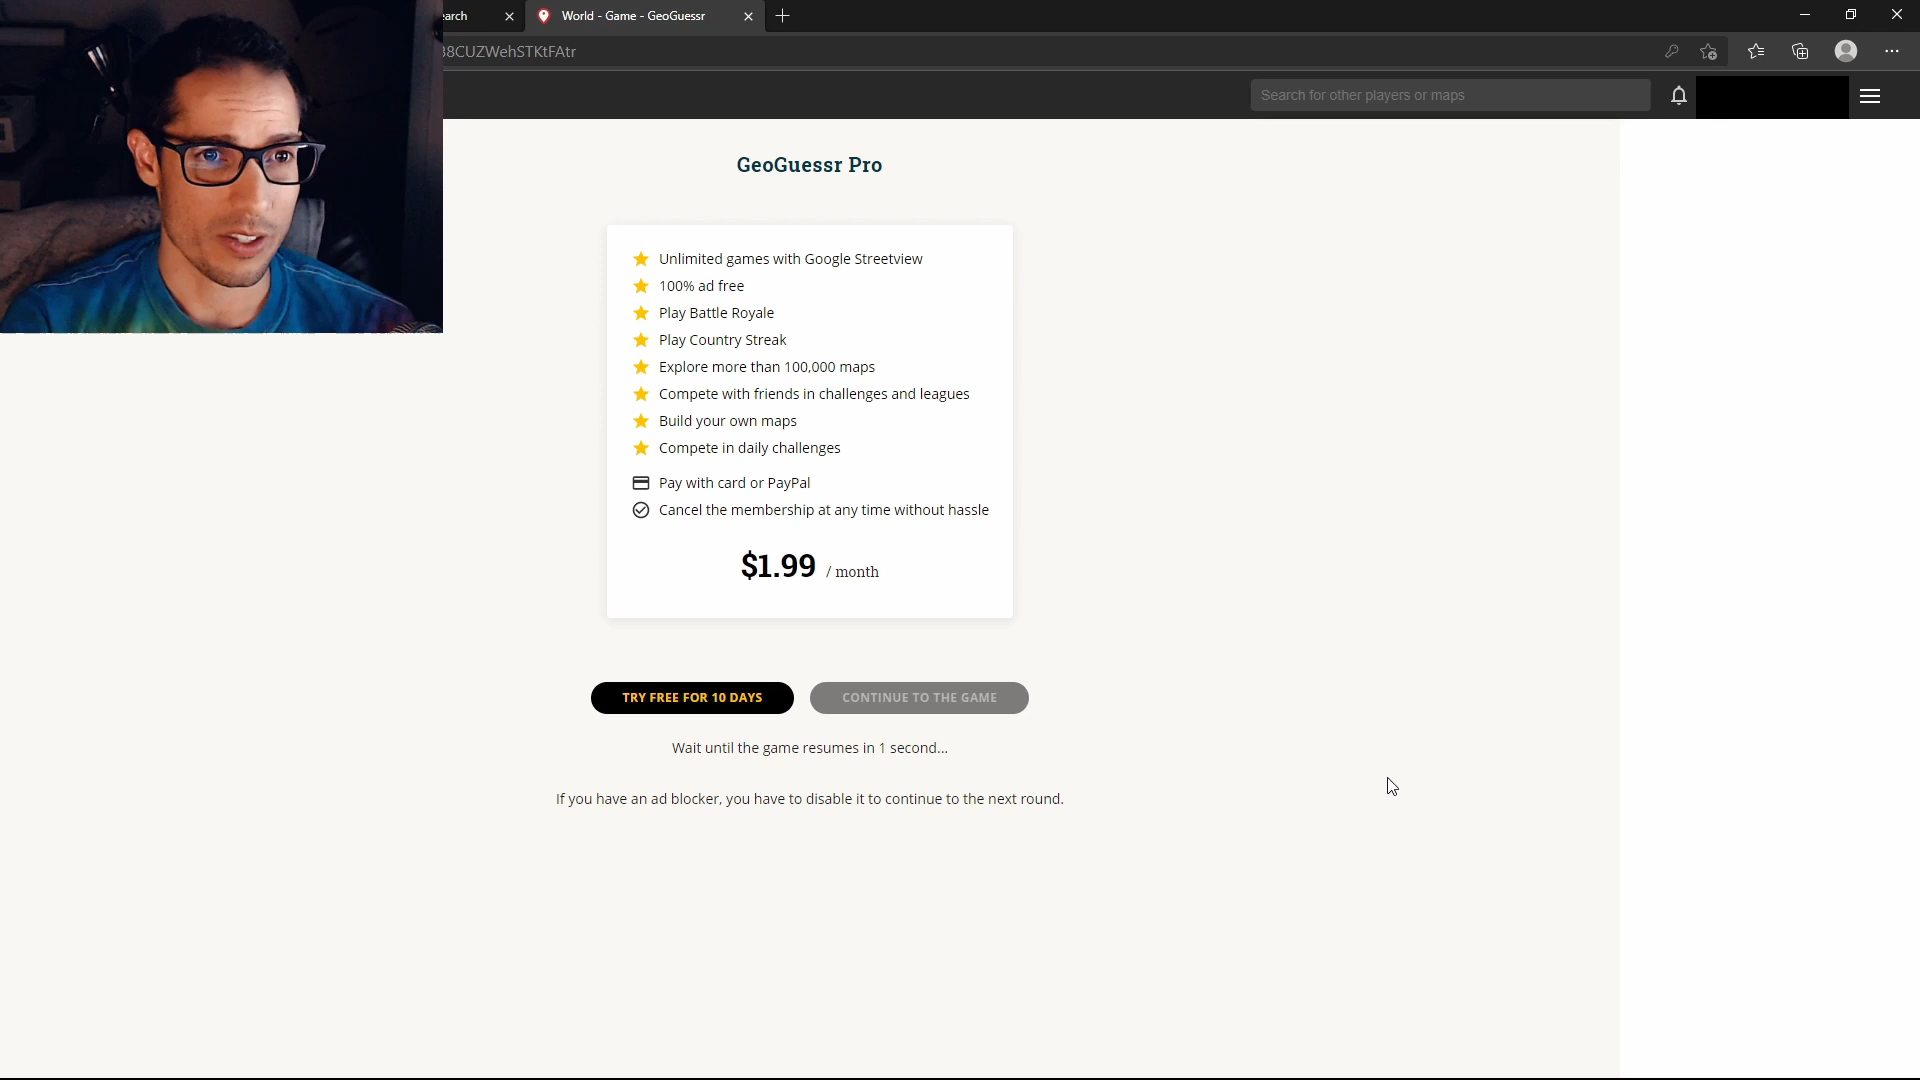 earch
World - Game - GeoGuessr
8CUZWehSTKtFAtr
Search for other players or maps
GeoGuessr Pro
Unlimited games with Google Streetview
100% ad free
Play Battle Royale
Play Country Streak
Explore more than 100,000 maps
Compete with friends in challenges and leagues
Build your own maps
Compete in daily challenges
Pay with card or PayPal
Cancel the membership at any time without hassle
$1.99 / month
TRY FREE FOR 10 DAYS
CONTINUE TO THE GAME
Wait until the game resumes in 1 second...
If you have an ad blocker, you have to disable it to continue to the next round.